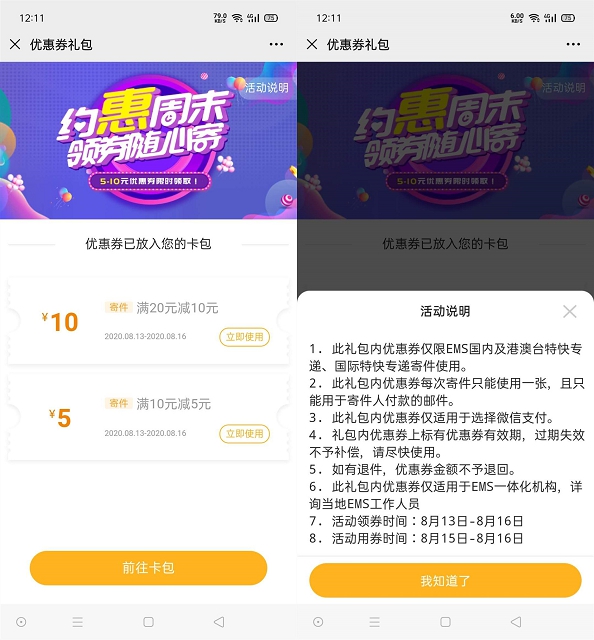 12:11
79.0 KB/S
75
优惠券礼包
活动说明
约惠周末
领券随心寄
5-10元优惠券限时领取！
优惠券已放入您的卡包
¥10
寄件 满20元减10元
2020.08.13-2020.08.16
立即使用
¥5
寄件 满10元减5元
2020.08.13-2020.08.16
立即使用
前往卡包
12:11
6.00 KB/S
75
优惠券礼包
活动说明
约惠周末
领券随心寄
5-10元优惠券限时领取！
优惠券已放入您的卡包
活动说明
1. 此礼包内优惠券仅限EMS国内及港澳台特快专
递、国际特快专递寄件使用。
2. 此礼包内优惠券每次寄件只能使用一张，且只
能用于寄件人付款的邮件。
3. 此礼包内优惠券仅适用于选择微信支付。
4. 礼包内优惠券上标有优惠券有效期，过期失效
不予补偿，请尽快使用。
5. 如有退件，优惠券金额不予退回。
6. 此礼包内优惠券仅适用于EMS一体化机构，详
询当地EMS工作人员
7. 活动领券时间：8月13日-8月16日
8. 活动用券时间：8月15日-8月16日
我知道了